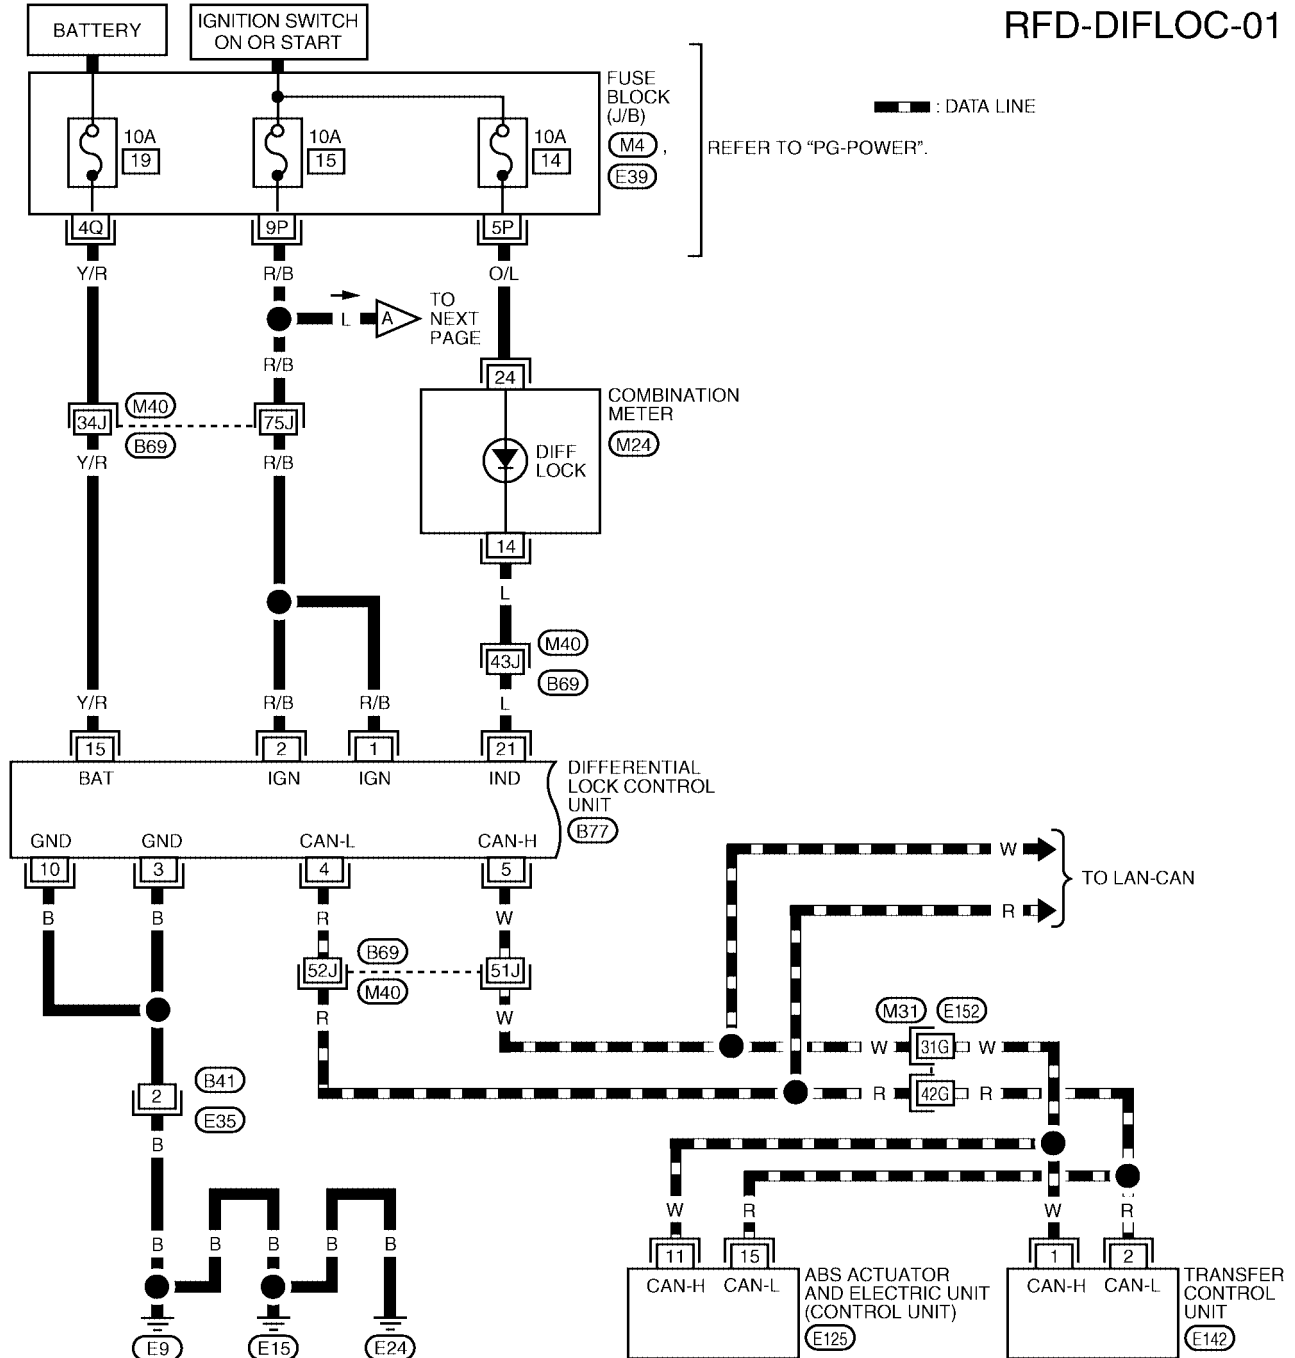 RFD-DIFLOC-01
BATTERY
IGNITION SWITCH
ON OR START
FUSE
BLOCK
(J/B)
M4 ,
E39
: DATA LINE
REFER TO “PG-POWER”.
10A
19
10A
15
10A
14
4Q
9P
5P
Y/R
R/B
O/L
L
A
TO
NEXT
PAGE
R/B
24
COMBINATION
METER
M24
DIFF
LOCK
34J
M40
B69
75J
Y/R
R/B
14
L
43J
M40
B69
Y/R
R/B
R/B
L
15
2
1
21
BAT
IGN
IGN
IND
DIFFERENTIAL
LOCK CONTROL
UNIT
B77
GND
GND
CAN-L
CAN-H
10
3
4
5
B
B
R
W
W
R
TO LAN-CAN
52J
B69
M40
51J
R
W
M31
E152
W
31G
W
R
42G
R
2
B41
E35
B
B
B
B
B
B
E9
E15
E24
W
R
W
R
11
15
1
2
CAN-H
CAN-L
ABS ACTUATOR
AND ELECTRIC UNIT
(CONTROL UNIT)
E125
CAN-H
CAN-L
TRANSFER
CONTROL
UNIT
E142